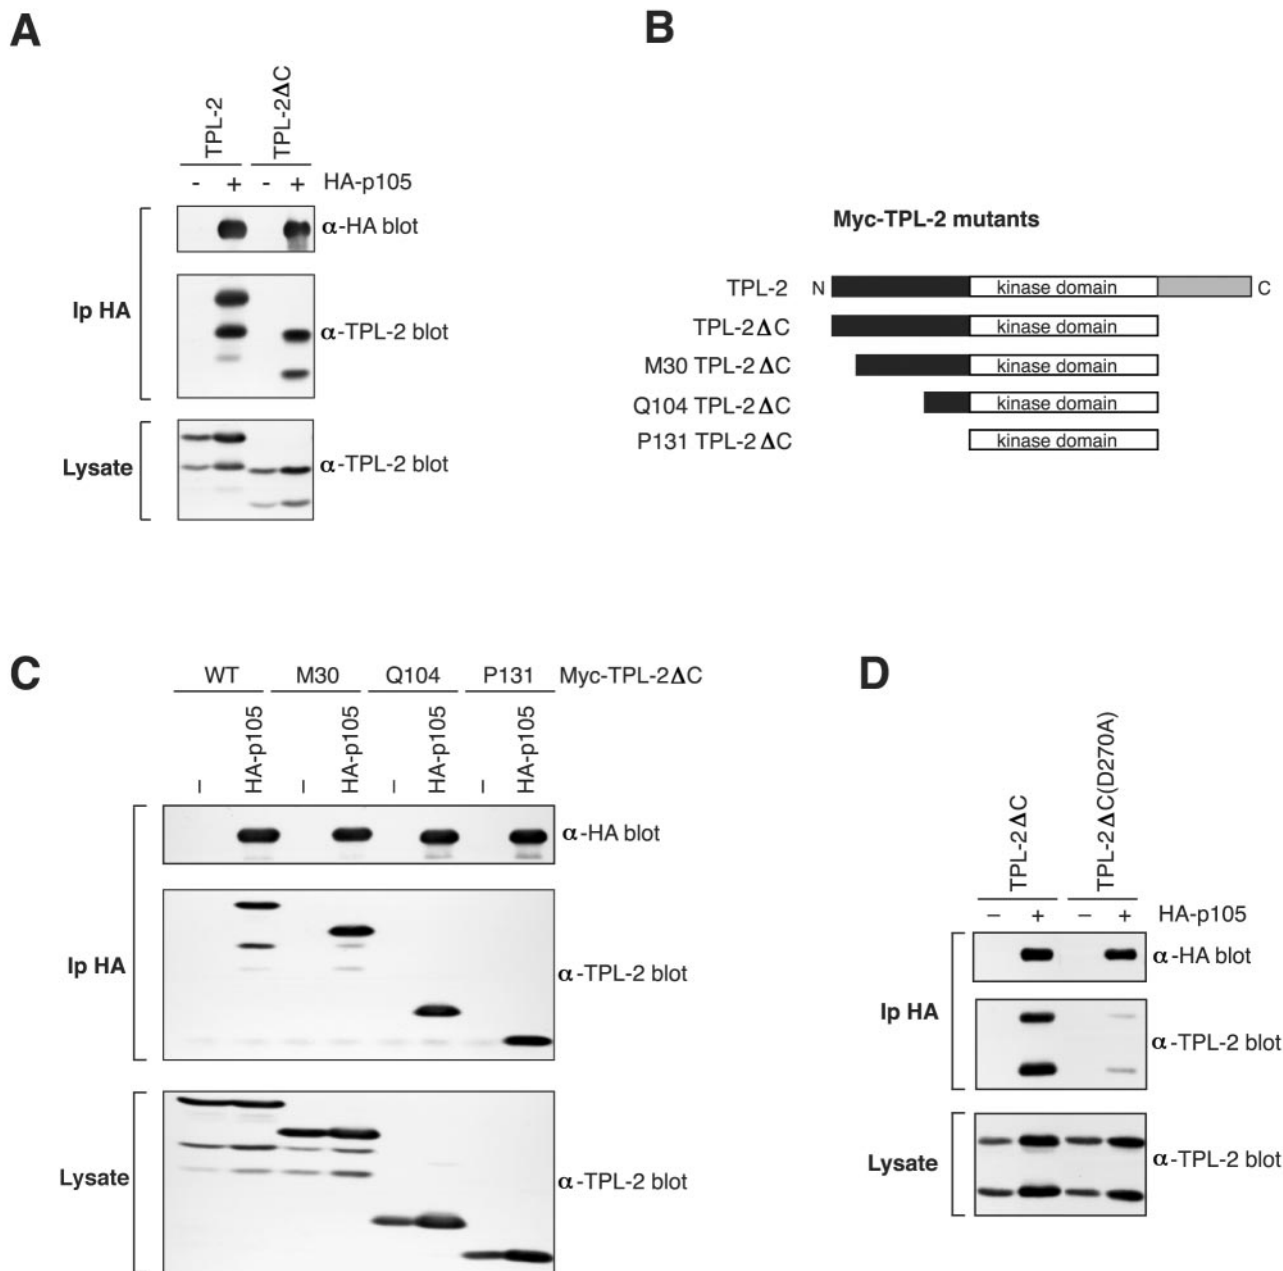 A
TPL-2
TPL-2ΔC
- + - + HA-p105
Ip HA
α-HA blot
α-TPL-2 blot
Lysate
α-TPL-2 blot
B
Myc-TPL-2 mutants
TPL-2 N kinase domain C
TPL-2ΔC kinase domain
M30 TPL-2ΔC kinase domain
Q104 TPL-2ΔC kinase domain
P131 TPL-2ΔC kinase domain
C
WT M30 Q104 P131 Myc-TPL-2ΔC
– HA-p105 – HA-p105 – HA-p105 – HA-p105
Ip HA
α-HA blot
α-TPL-2 blot
Lysate
α-TPL-2 blot
D
TPL-2ΔC
TPL-2ΔC(D270A)
– + – + HA-p105
Ip HA
α-HA blot
α-TPL-2 blot
Lysate
α-TPL-2 blot